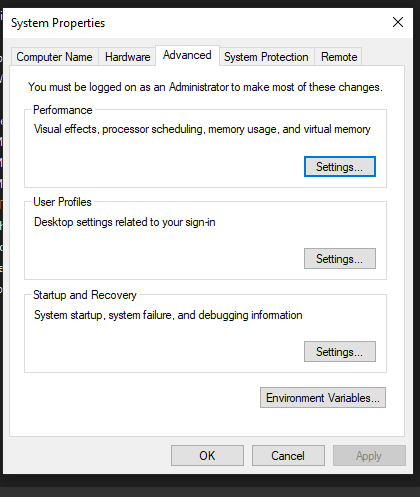 System Properties
Computer Name
Hardware
Advanced
System Protection
Remote
You must be logged on as an Administrator to make most of these changes.
Performance
Visual effects, processor scheduling, memory usage, and virtual memory
Settings...
User Profiles
Desktop settings related to your sign-in
Settings...
Startup and Recovery
System startup, system failure, and debugging information
Settings...
Environment Variables...
OK
Cancel
Apply